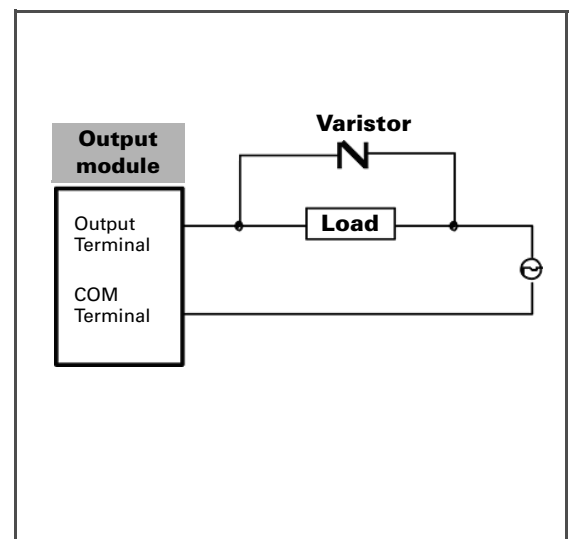 Varistor
Output
module
Output
Terminal
Load
COM
Terminal